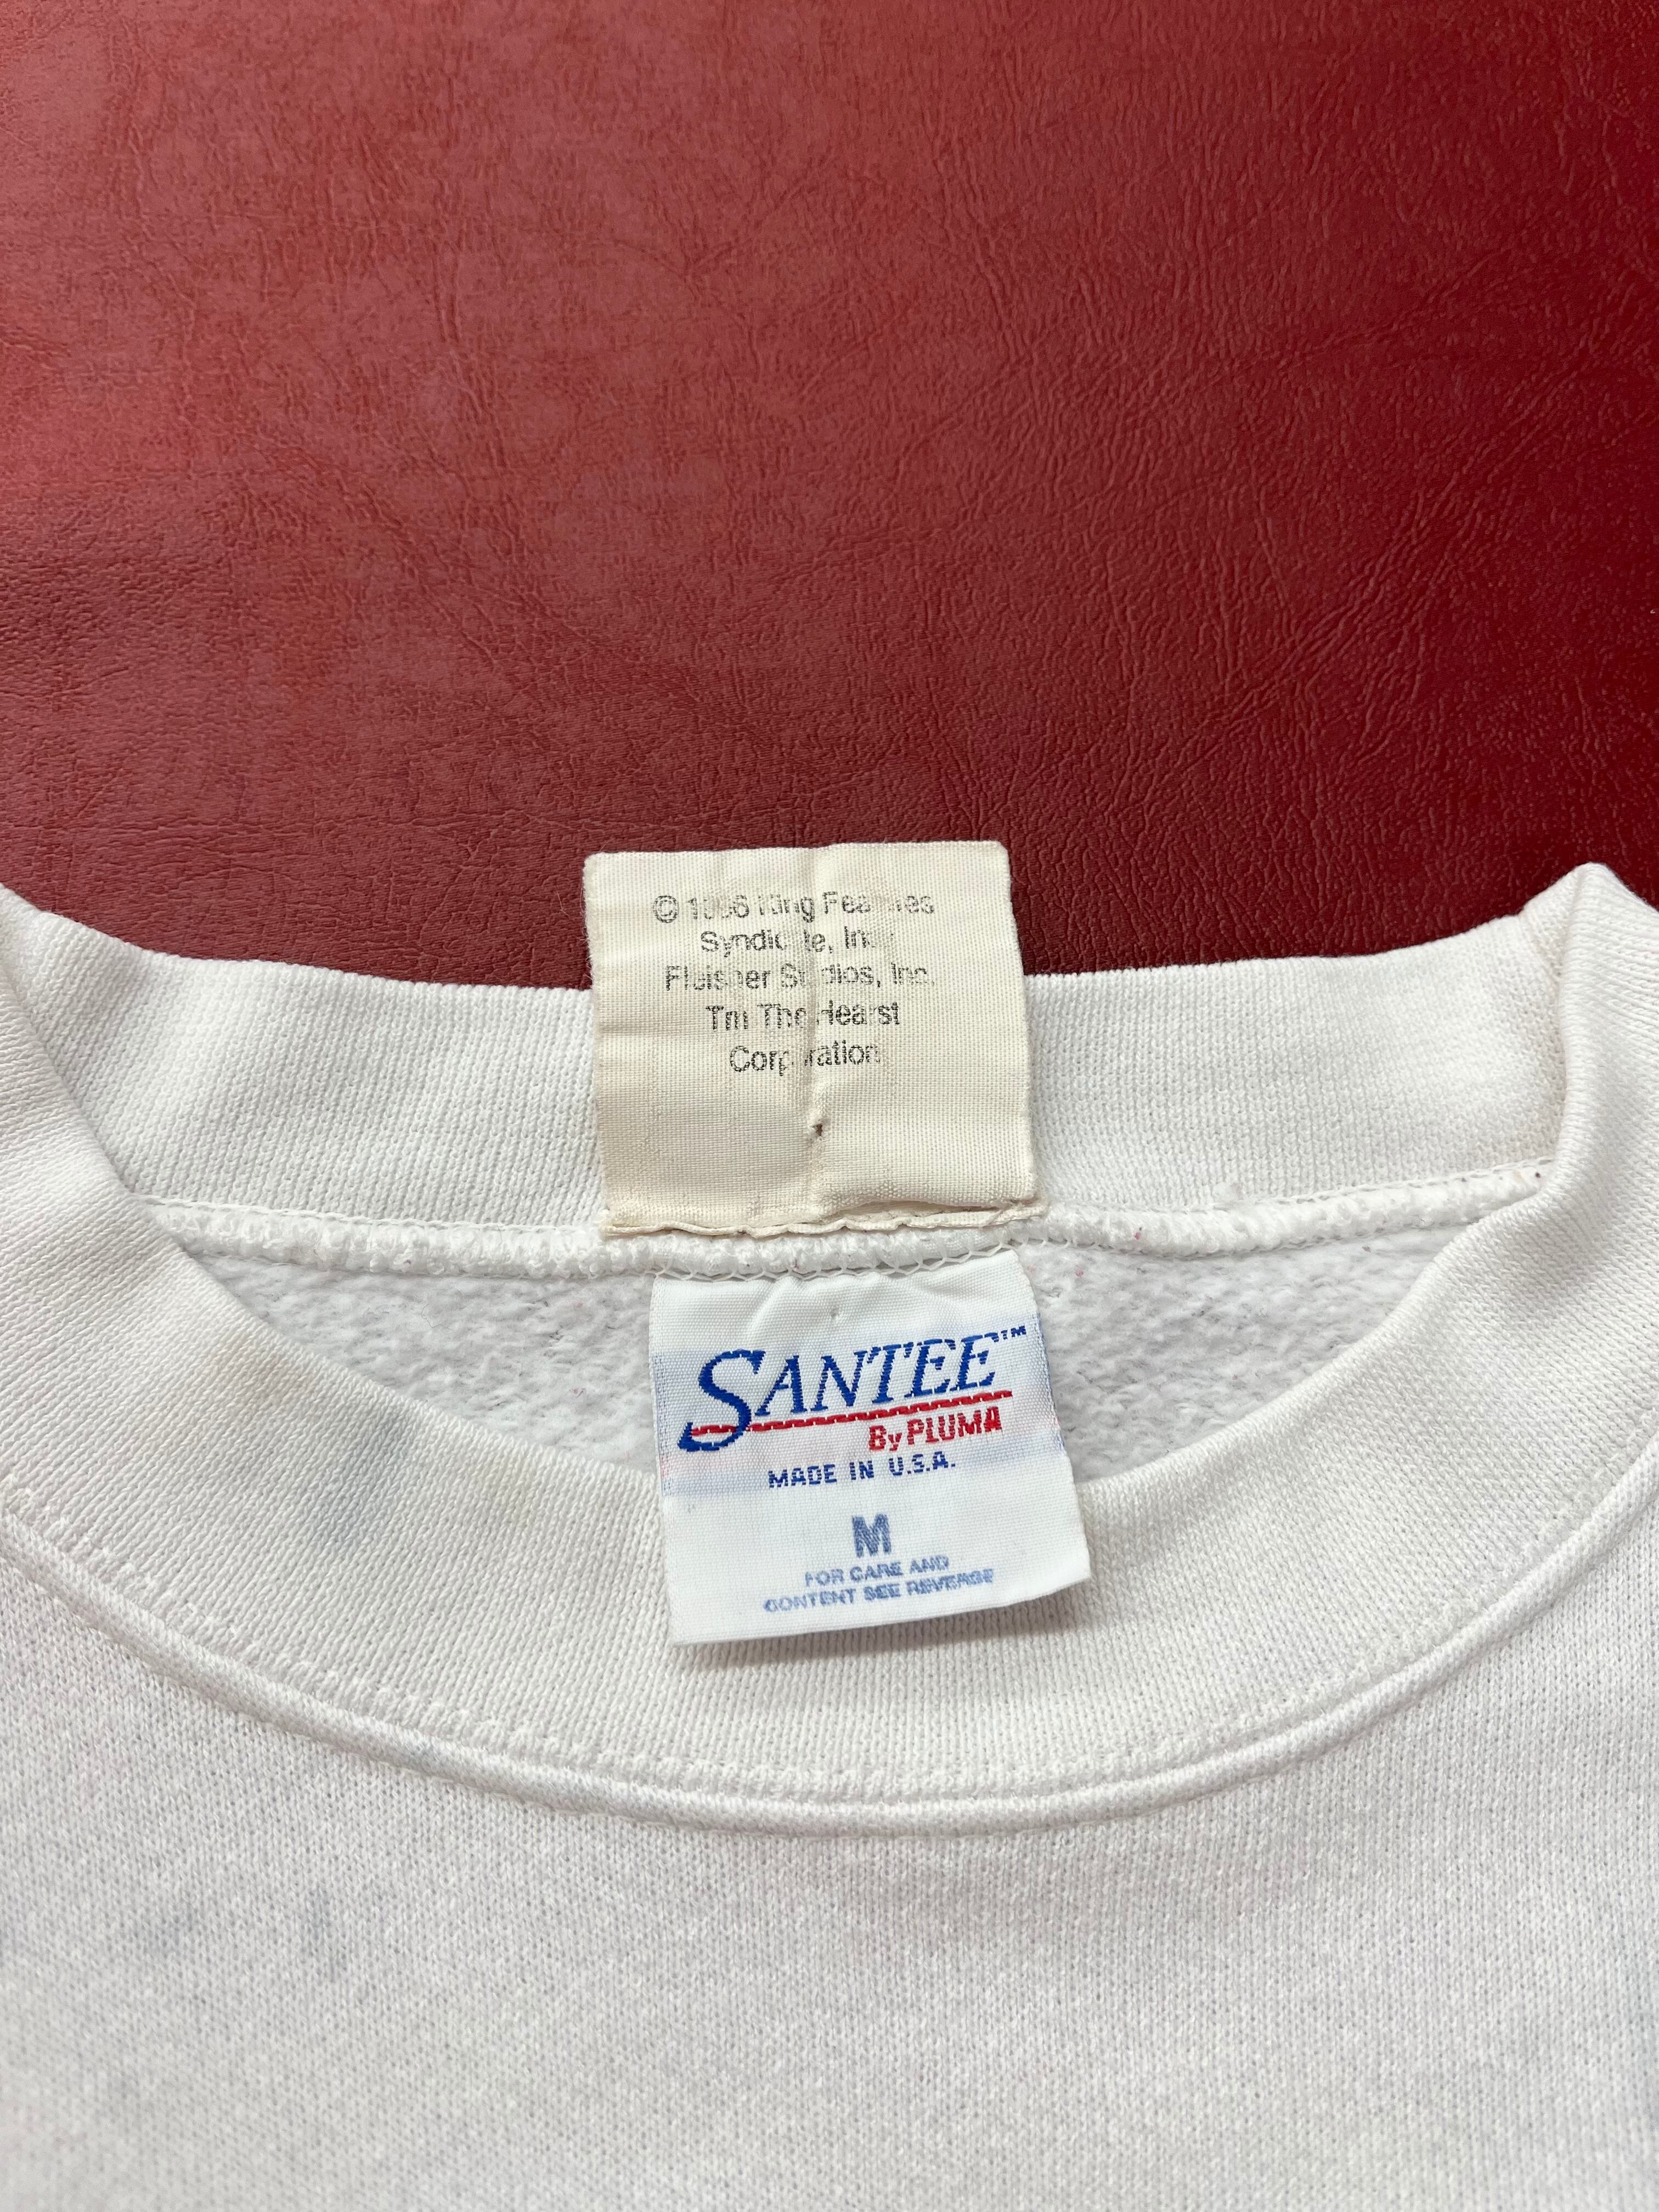 © 1996 King Features
Syndicate, Inc.
Fleisher Studios, Inc.
Tm The Hearst
Corporation
SANTEE™
By PLUMA
MADE IN U.S.A.
M
FOR CARE AND
CONTENT SEE REVERSE